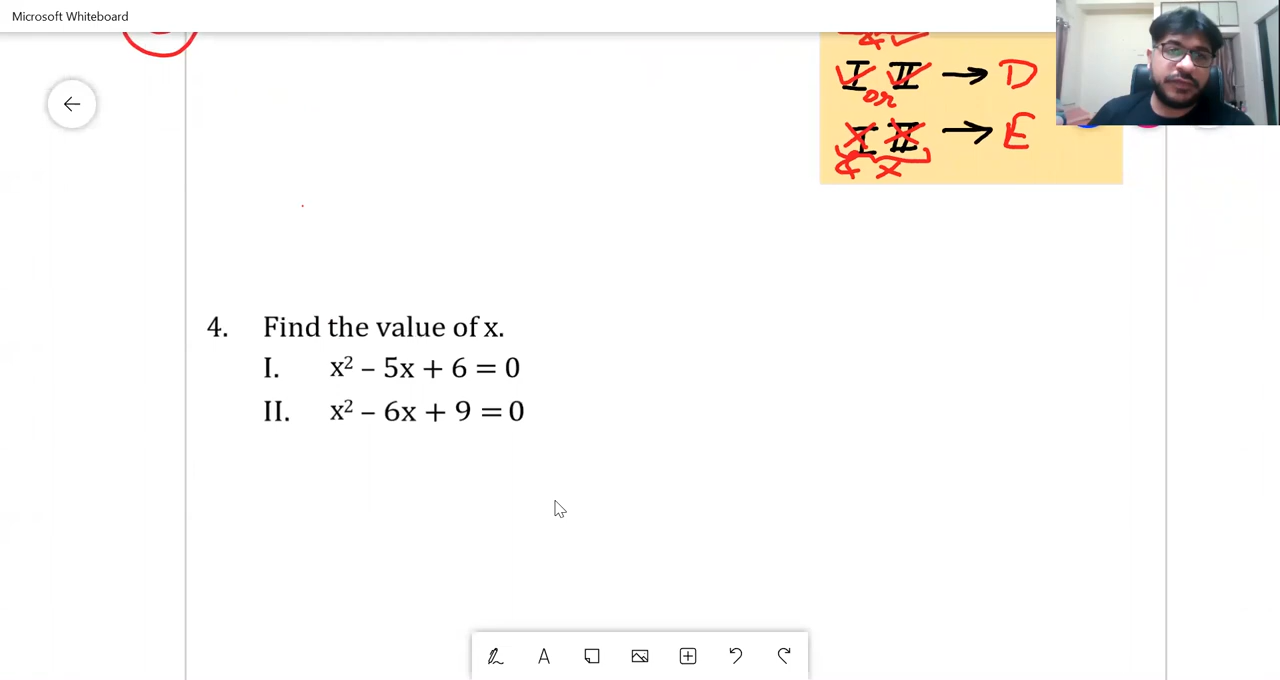 Microsoft Whiteboard
I II → D
or
I II → E
& x
4. Find the value of x.
I. x² – 5x + 6 = 0
II. x² – 6x + 9 = 0
A